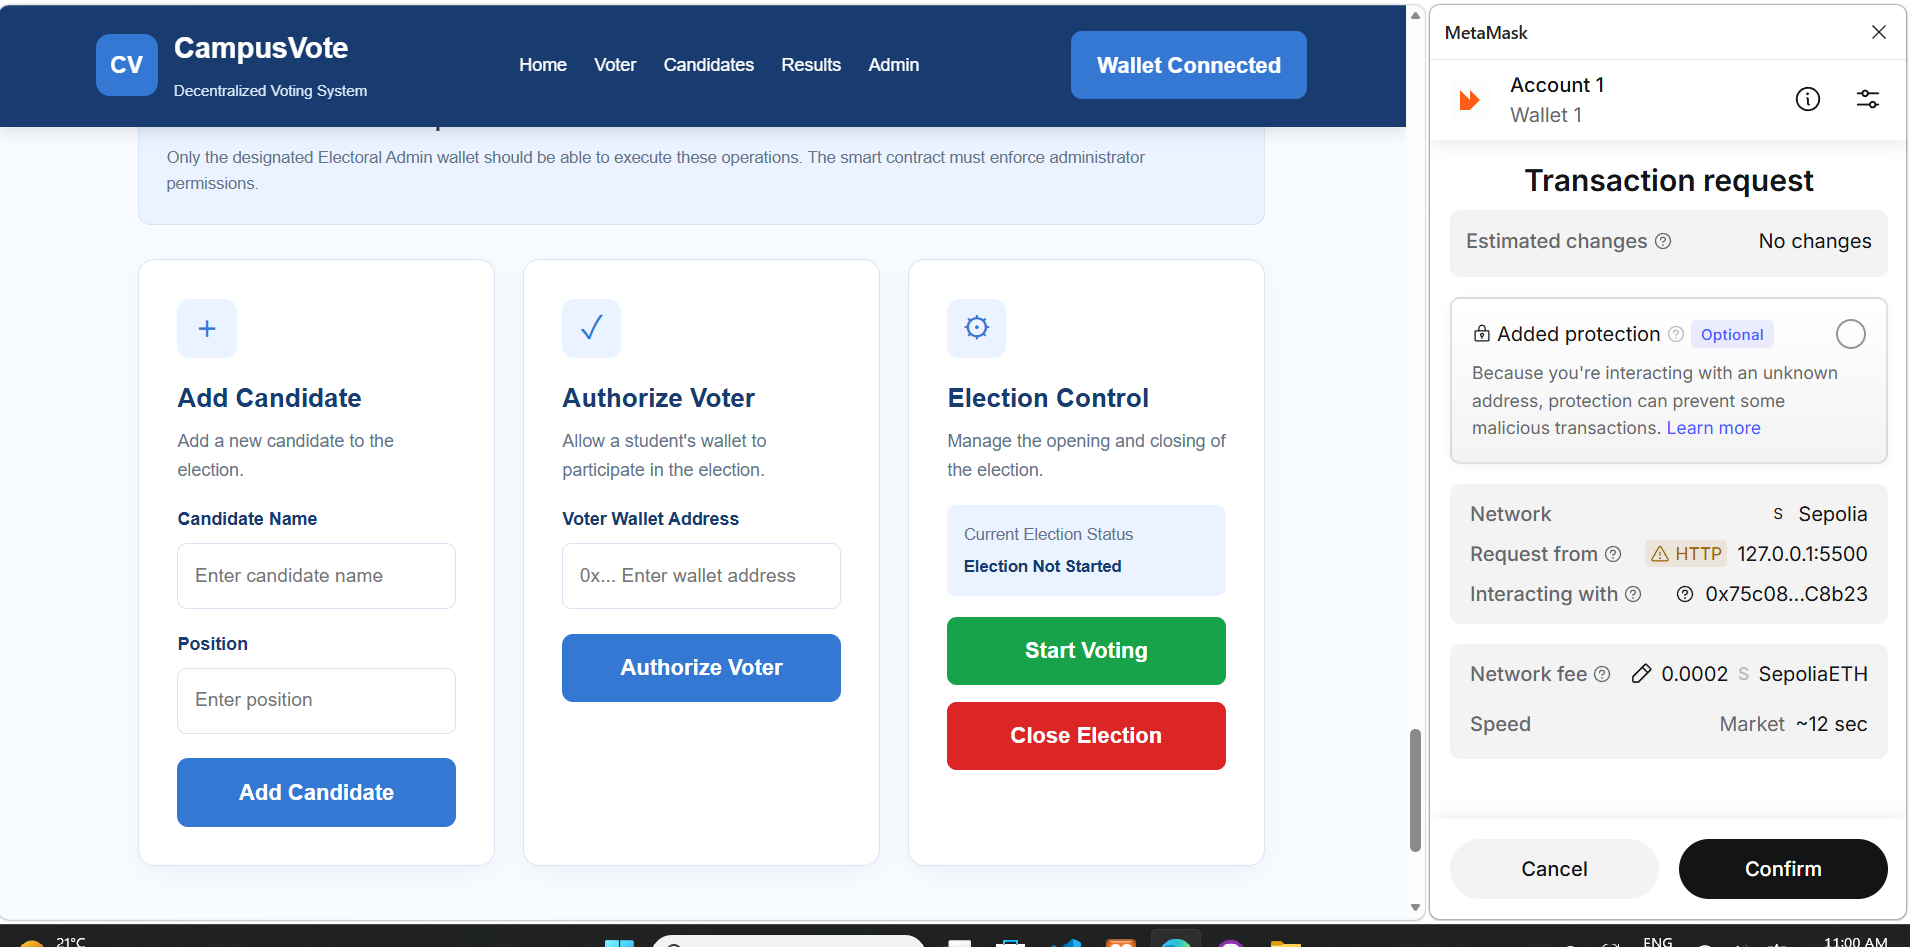 CV
CampusVote
Decentralized Voting System
Home
Voter
Candidates
Results
Admin
Wallet Connected
Only the designated Electoral Admin wallet should be able to execute these operations. The smart contract must enforce administrator
permissions.
Add Candidate
Add a new candidate to the
election.
Candidate Name
Enter candidate name
Position
Enter position
Add Candidate
Authorize Voter
Allow a student's wallet to
participate in the election.
Voter Wallet Address
0x... Enter wallet address
Authorize Voter
Election Control
Manage the opening and closing of
the election.
Current Election Status
Election Not Started
Start Voting
Close Election
MetaMask
Account 1
Wallet 1
Transaction request
Estimated changes No changes
Added protection Optional
Because you're interacting with an unknown
address, protection can prevent some
malicious transactions. Learn more
Network S Sepolia
Request from HTTP 127.0.0.1:5500
Interacting with 0x75c08...C8b23
Network fee 0.0002 S SepoliaETH
Speed Market ~12 sec
Cancel
Confirm
21°C
ENG
11:00 AM